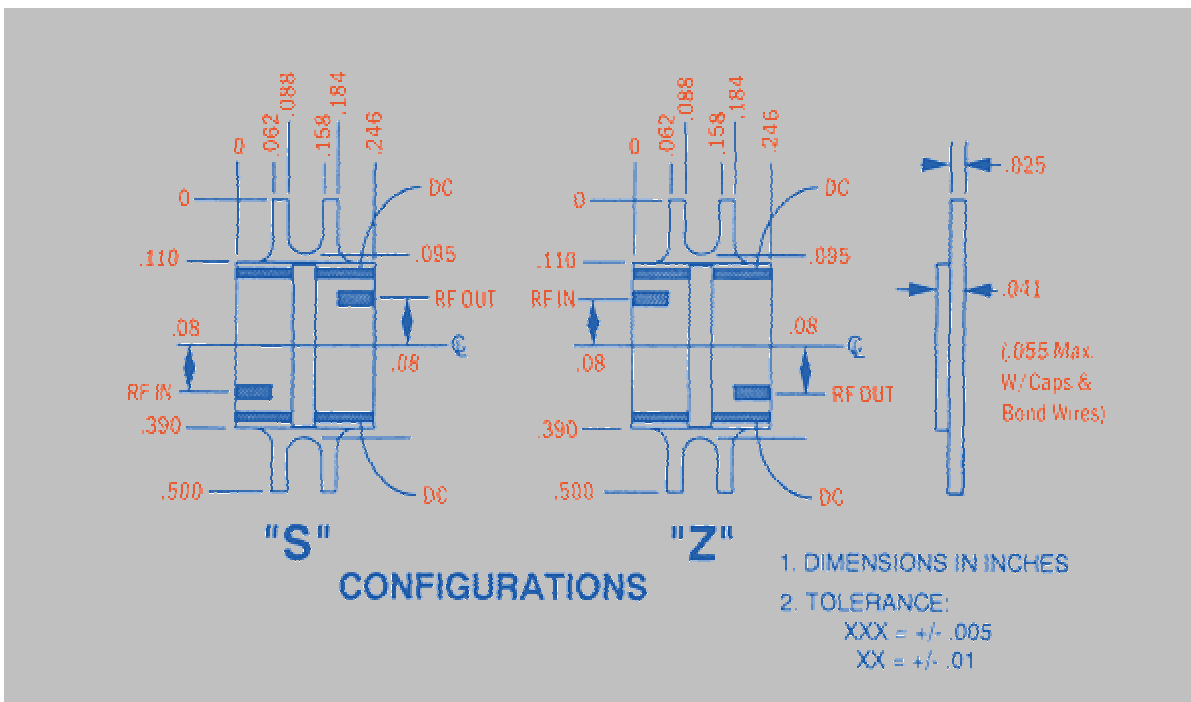 0
.062
.088
.158
.184
.246
0
DC
.110
.095
RF OUT
.08
℄
.08
RF IN
.390
.500
DC
"S"
0
.062
.088
.158
.184
.246
0
DC
.110
.095
RF IN
.08
℄
.08
RF OUT
.390
.500
DC
"Z"
.025
.041
(.055 Max.
W/Caps &
Bond Wires)
CONFIGURATIONS
1. DIMENSIONS IN INCHES
2. TOLERANCE:
XXX = +/- .005
XX = +/- .01